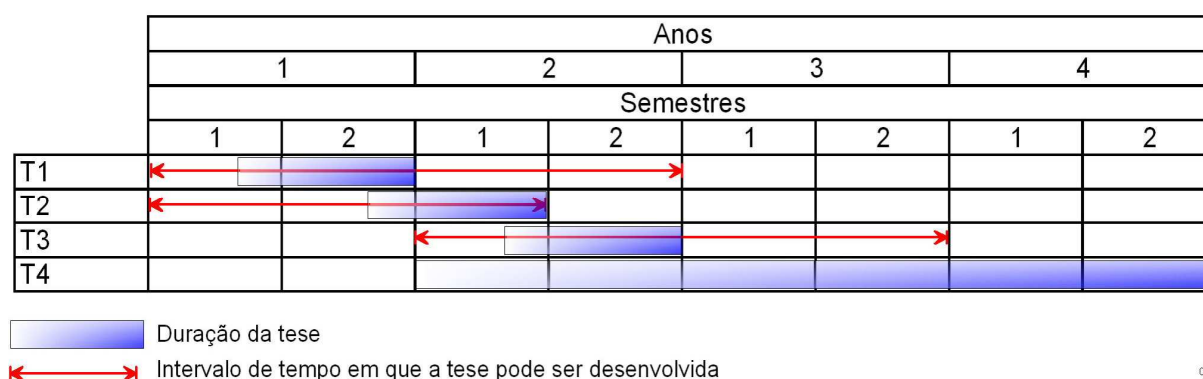 Anos
1 2 3 4
Semestres
1 2 1 2 1 2 1 2
T1
T2
T3
T4
Duração da tese
Intervalo de tempo em que a tese pode ser desenvolvida